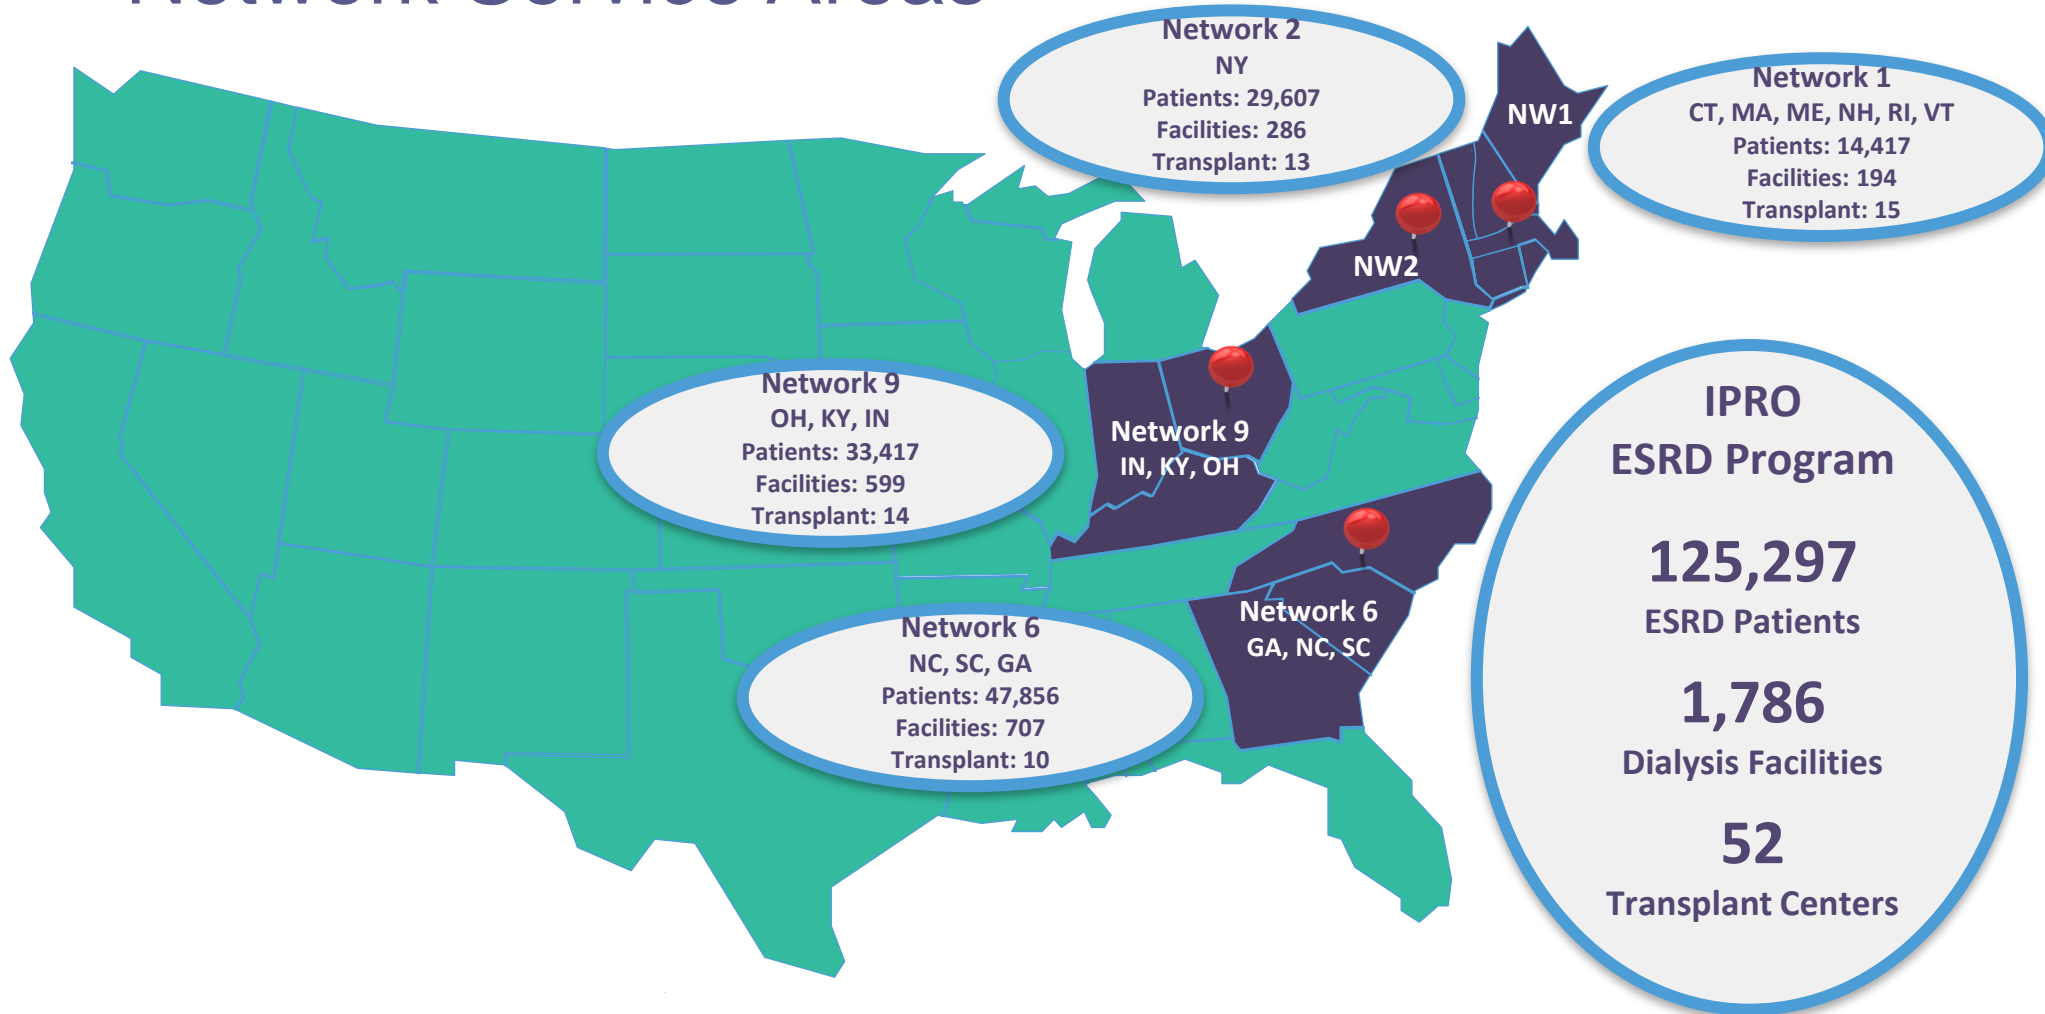 Network Service Areas
Network 2
NY
Patients: 29,607
Facilities: 286
Transplant: 13
Network 1
CT, MA, ME, NH, RI, VT
Patients: 14,417
Facilities: 194
Transplant: 15
NW1
NW2
Network 9
OH, KY, IN
Patients: 33,417
Facilities: 599
Transplant: 14
Network 9
IN, KY, OH
Network 6
GA, NC, SC
Network 6
NC, SC, GA
Patients: 47,856
Facilities: 707
Transplant: 10
IPRO
ESRD Program
125,297
ESRD Patients
1,786
Dialysis Facilities
52
Transplant Centers